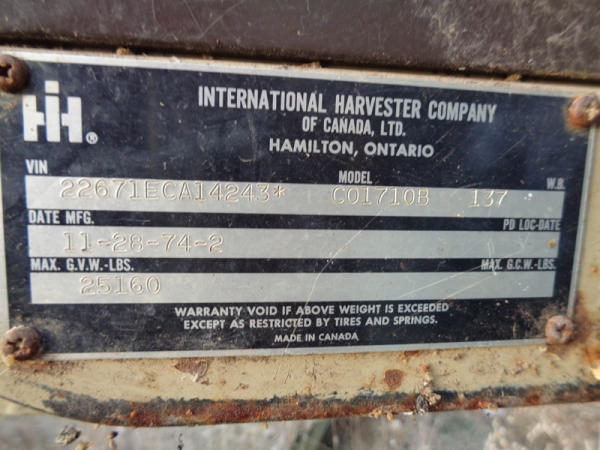 IH®
INTERNATIONAL HARVESTER COMPANY
OF CANADA, LTD.
HAMILTON, ONTARIO
VIN MODEL W.B.
22671ECA14243* CO1710B 137
DATE MFG. PD LOC-DATE
11-28-74-2
MAX. G.V.W.-LBS. MAX. G.C.W.-LBS.
25160
WARRANTY VOID IF ABOVE WEIGHT IS EXCEEDED
EXCEPT AS RESTRICTED BY TIRES AND SPRINGS.
MADE IN CANADA